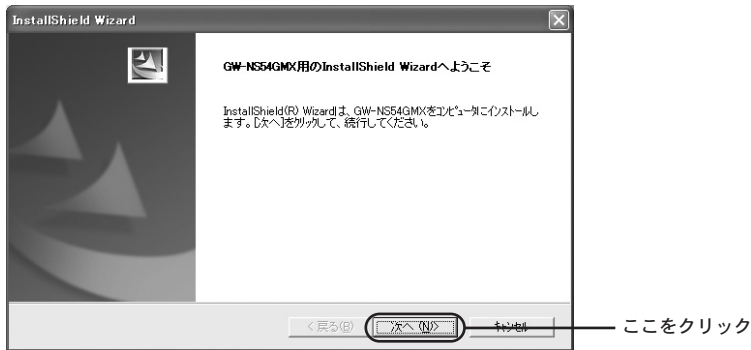 InstallShield Wizard
GW-NS54GMX用のInstallShield Wizardへようこそ
InstallShield(R) Wizardは、GW-NS54GMXをコンピュータにインストールし
ます。[次へ]をクリックして、続行してください。
< 戻る(B)
次へ(N)>
キャンセル
ここをクリック